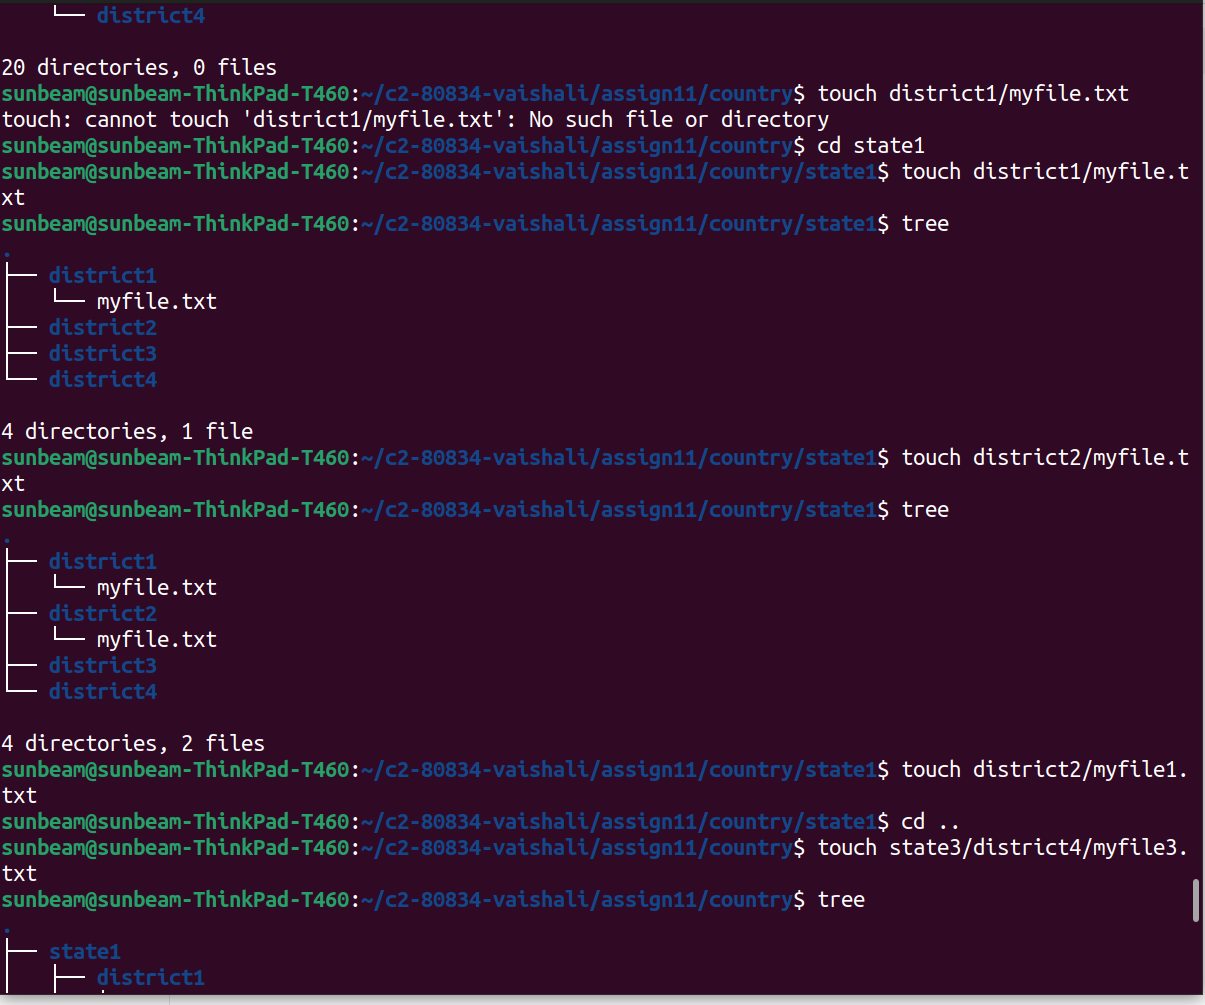 └── district4
20 directories, 0 files
sunbeam@sunbeam-ThinkPad-T460:~/c2-80834-vaishali/assign11/country$ touch district1/myfile.txt
touch: cannot touch 'district1/myfile.txt': No such file or directory
sunbeam@sunbeam-ThinkPad-T460:~/c2-80834-vaishali/assign11/country$ cd state1
sunbeam@sunbeam-ThinkPad-T460:~/c2-80834-vaishali/assign11/country/state1$ touch district1/myfile.t
xt
sunbeam@sunbeam-ThinkPad-T460:~/c2-80834-vaishali/assign11/country/state1$ tree
.
├── district1
│   └── myfile.txt
├── district2
├── district3
└── district4
4 directories, 1 file
sunbeam@sunbeam-ThinkPad-T460:~/c2-80834-vaishali/assign11/country/state1$ touch district2/myfile.t
xt
sunbeam@sunbeam-ThinkPad-T460:~/c2-80834-vaishali/assign11/country/state1$ tree
.
├── district1
│   └── myfile.txt
├── district2
│   └── myfile.txt
├── district3
└── district4
4 directories, 2 files
sunbeam@sunbeam-ThinkPad-T460:~/c2-80834-vaishali/assign11/country/state1$ touch district2/myfile1.
txt
sunbeam@sunbeam-ThinkPad-T460:~/c2-80834-vaishali/assign11/country/state1$ cd ..
sunbeam@sunbeam-ThinkPad-T460:~/c2-80834-vaishali/assign11/country$ touch state3/district4/myfile3.
txt
sunbeam@sunbeam-ThinkPad-T460:~/c2-80834-vaishali/assign11/country$ tree
.
├── state1
│   ├── district1